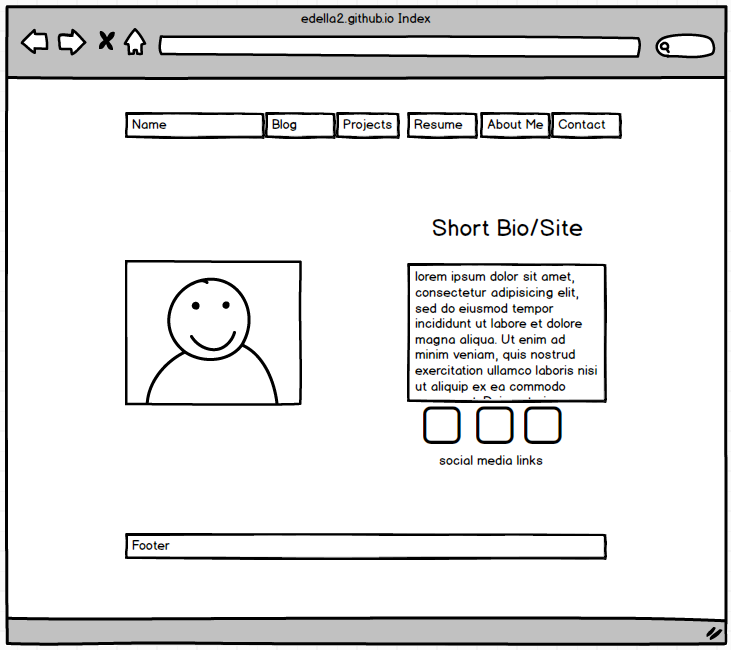 edella2.github.io Index
Name Blog Projects Resume About Me Contact
Short Bio/Site
lorem ipsum dolor sit amet,
consectetur adipisicing elit,
sed do eiusmod tempor
incididunt ut labore et dolore
magna aliqua. Ut enim ad
minim veniam, quis nostrud
exercitation ullamco laboris nisi
ut aliquip ex ea commodo
social media links
Footer